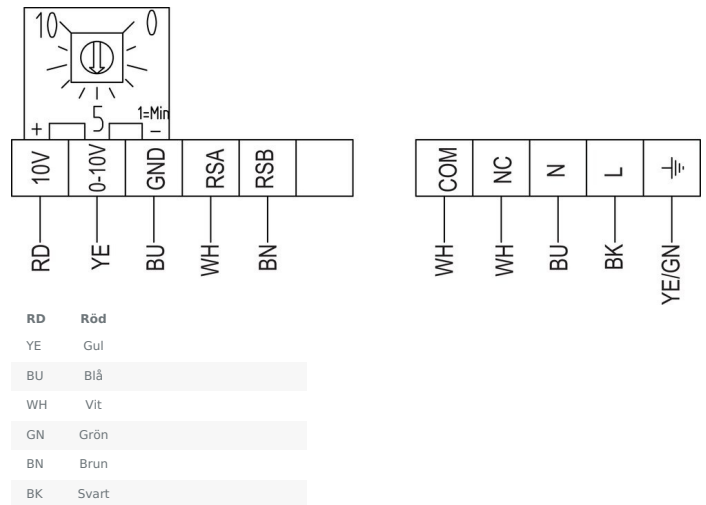 10 0
5 1=Min
+ –
10V 0-10V GND RSA RSB COM NC N L
RD YE BU WH BN WH WH BU BK YE/GN
RD Röd
YE Gul
BU Blå
WH Vit
GN Grön
BN Brun
BK Svart